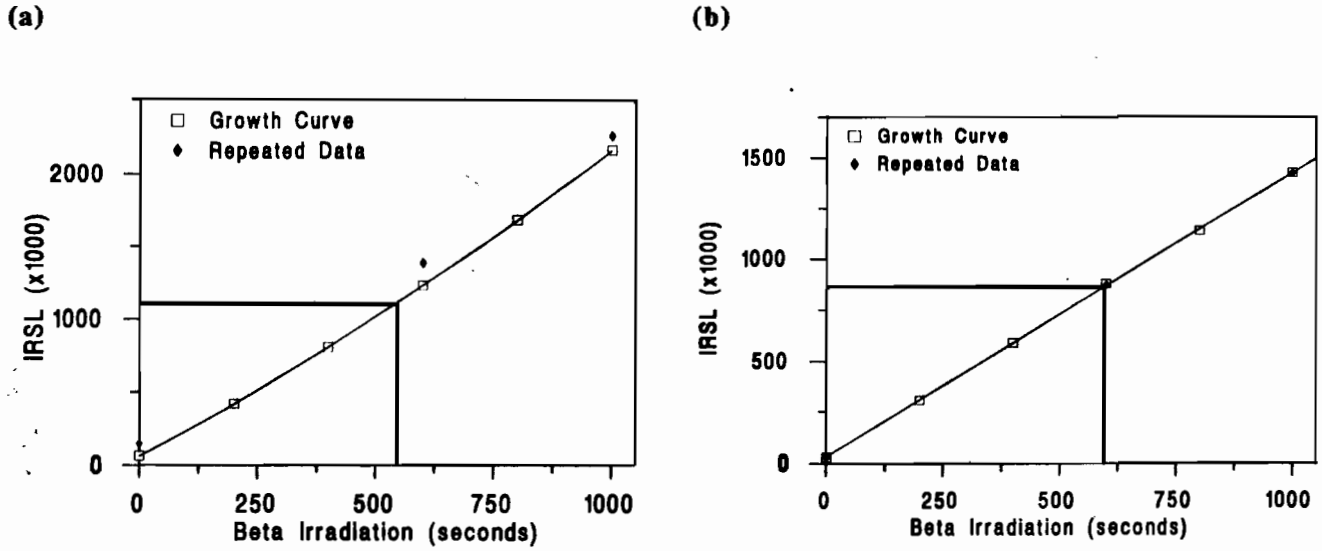 (a)
□ Growth Curve
♦ Repeated Data
2000
1000
0
IRSL (x1000)
0 250 500 750 1000
Beta Irradiation (seconds)
(b)
□ Growth Curve
♦ Repeated Data
1500
1000
500
0
IRSL (x1000)
0 250 500 750 1000
Beta Irradiation (seconds)